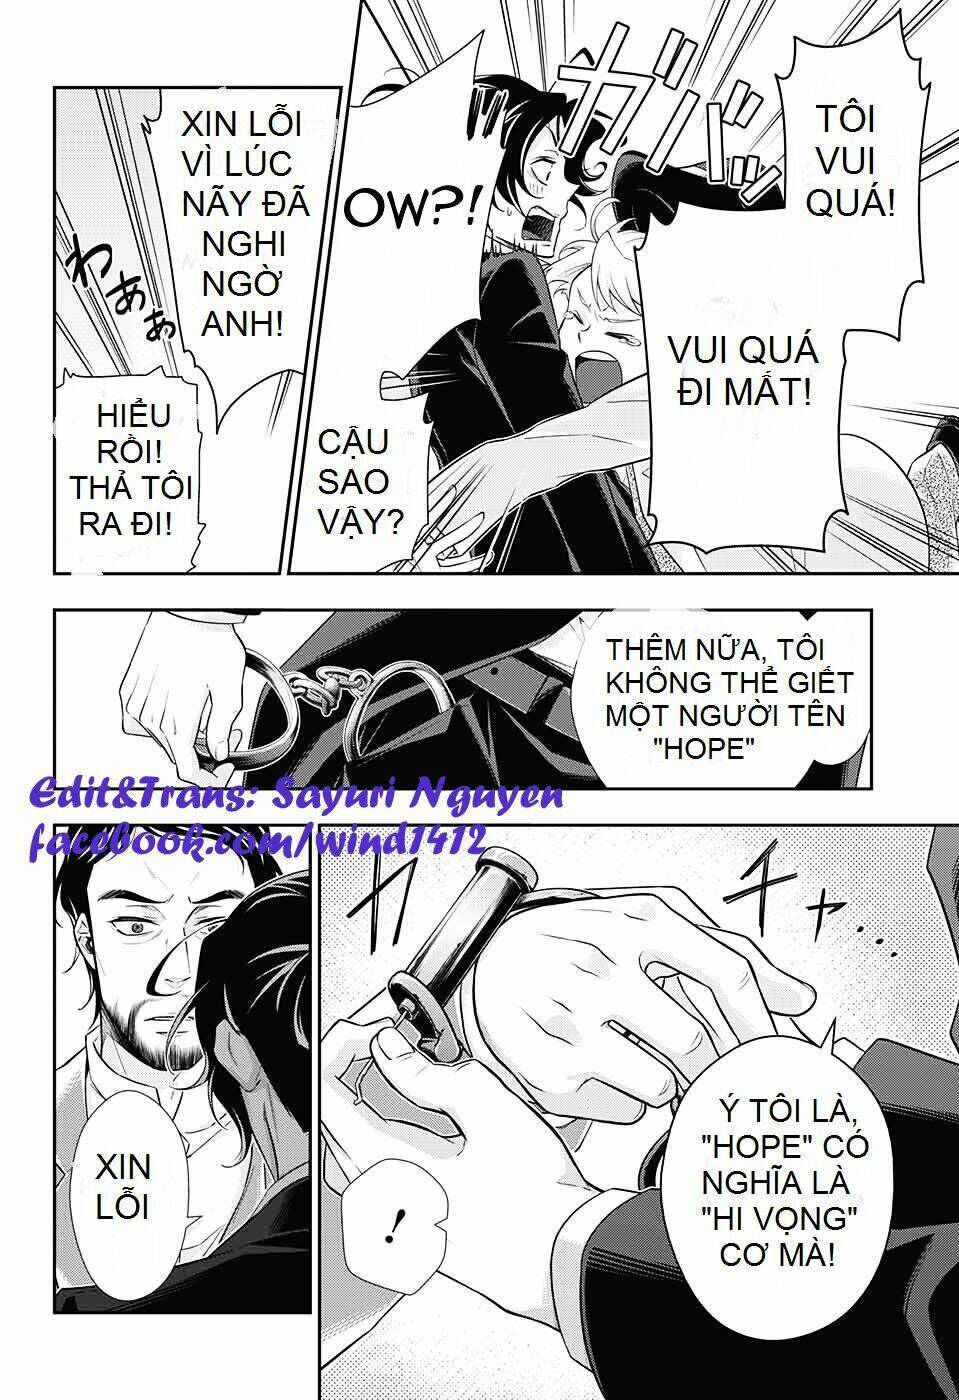 TÔI
VUI
QUÁ!
VUI QUÁ
ĐI MẤT!
ガバッ
OW?!
CẬU
SAO
VẬY?
XIN LỖI
VÌ LÚC
NÃY ĐÃ
NGHI
NGỜ
ANH!
わぁぁぁ
HIỂU
RỒI!
THẢ TÔI
RA ĐI!
THÊM NỮA, TÔI
KHÔNG THỂ GIẾT
MỘT NGƯỜI TÊN
"HOPE"
Edit&Trans: Sayuri Nguyen
facebook.com/wind1412
Ý TÔI LÀ,
"HOPE" CÓ
NGHĨA LÀ
"HI VỌNG"
CƠ MÀ!
!
XIN
LỖI